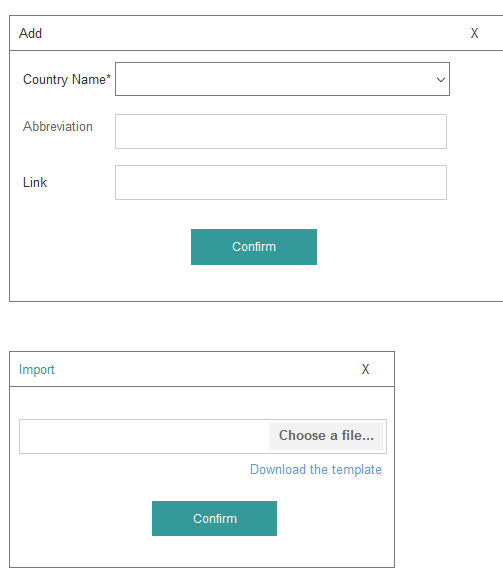 Add X
Country Name*
Abbreviation
Link
Confirm
Import X
Choose a file...
Download the template
Confirm